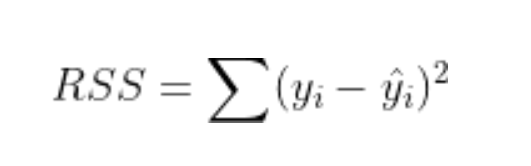 RSS = ∑(yᵢ − ŷᵢ)²